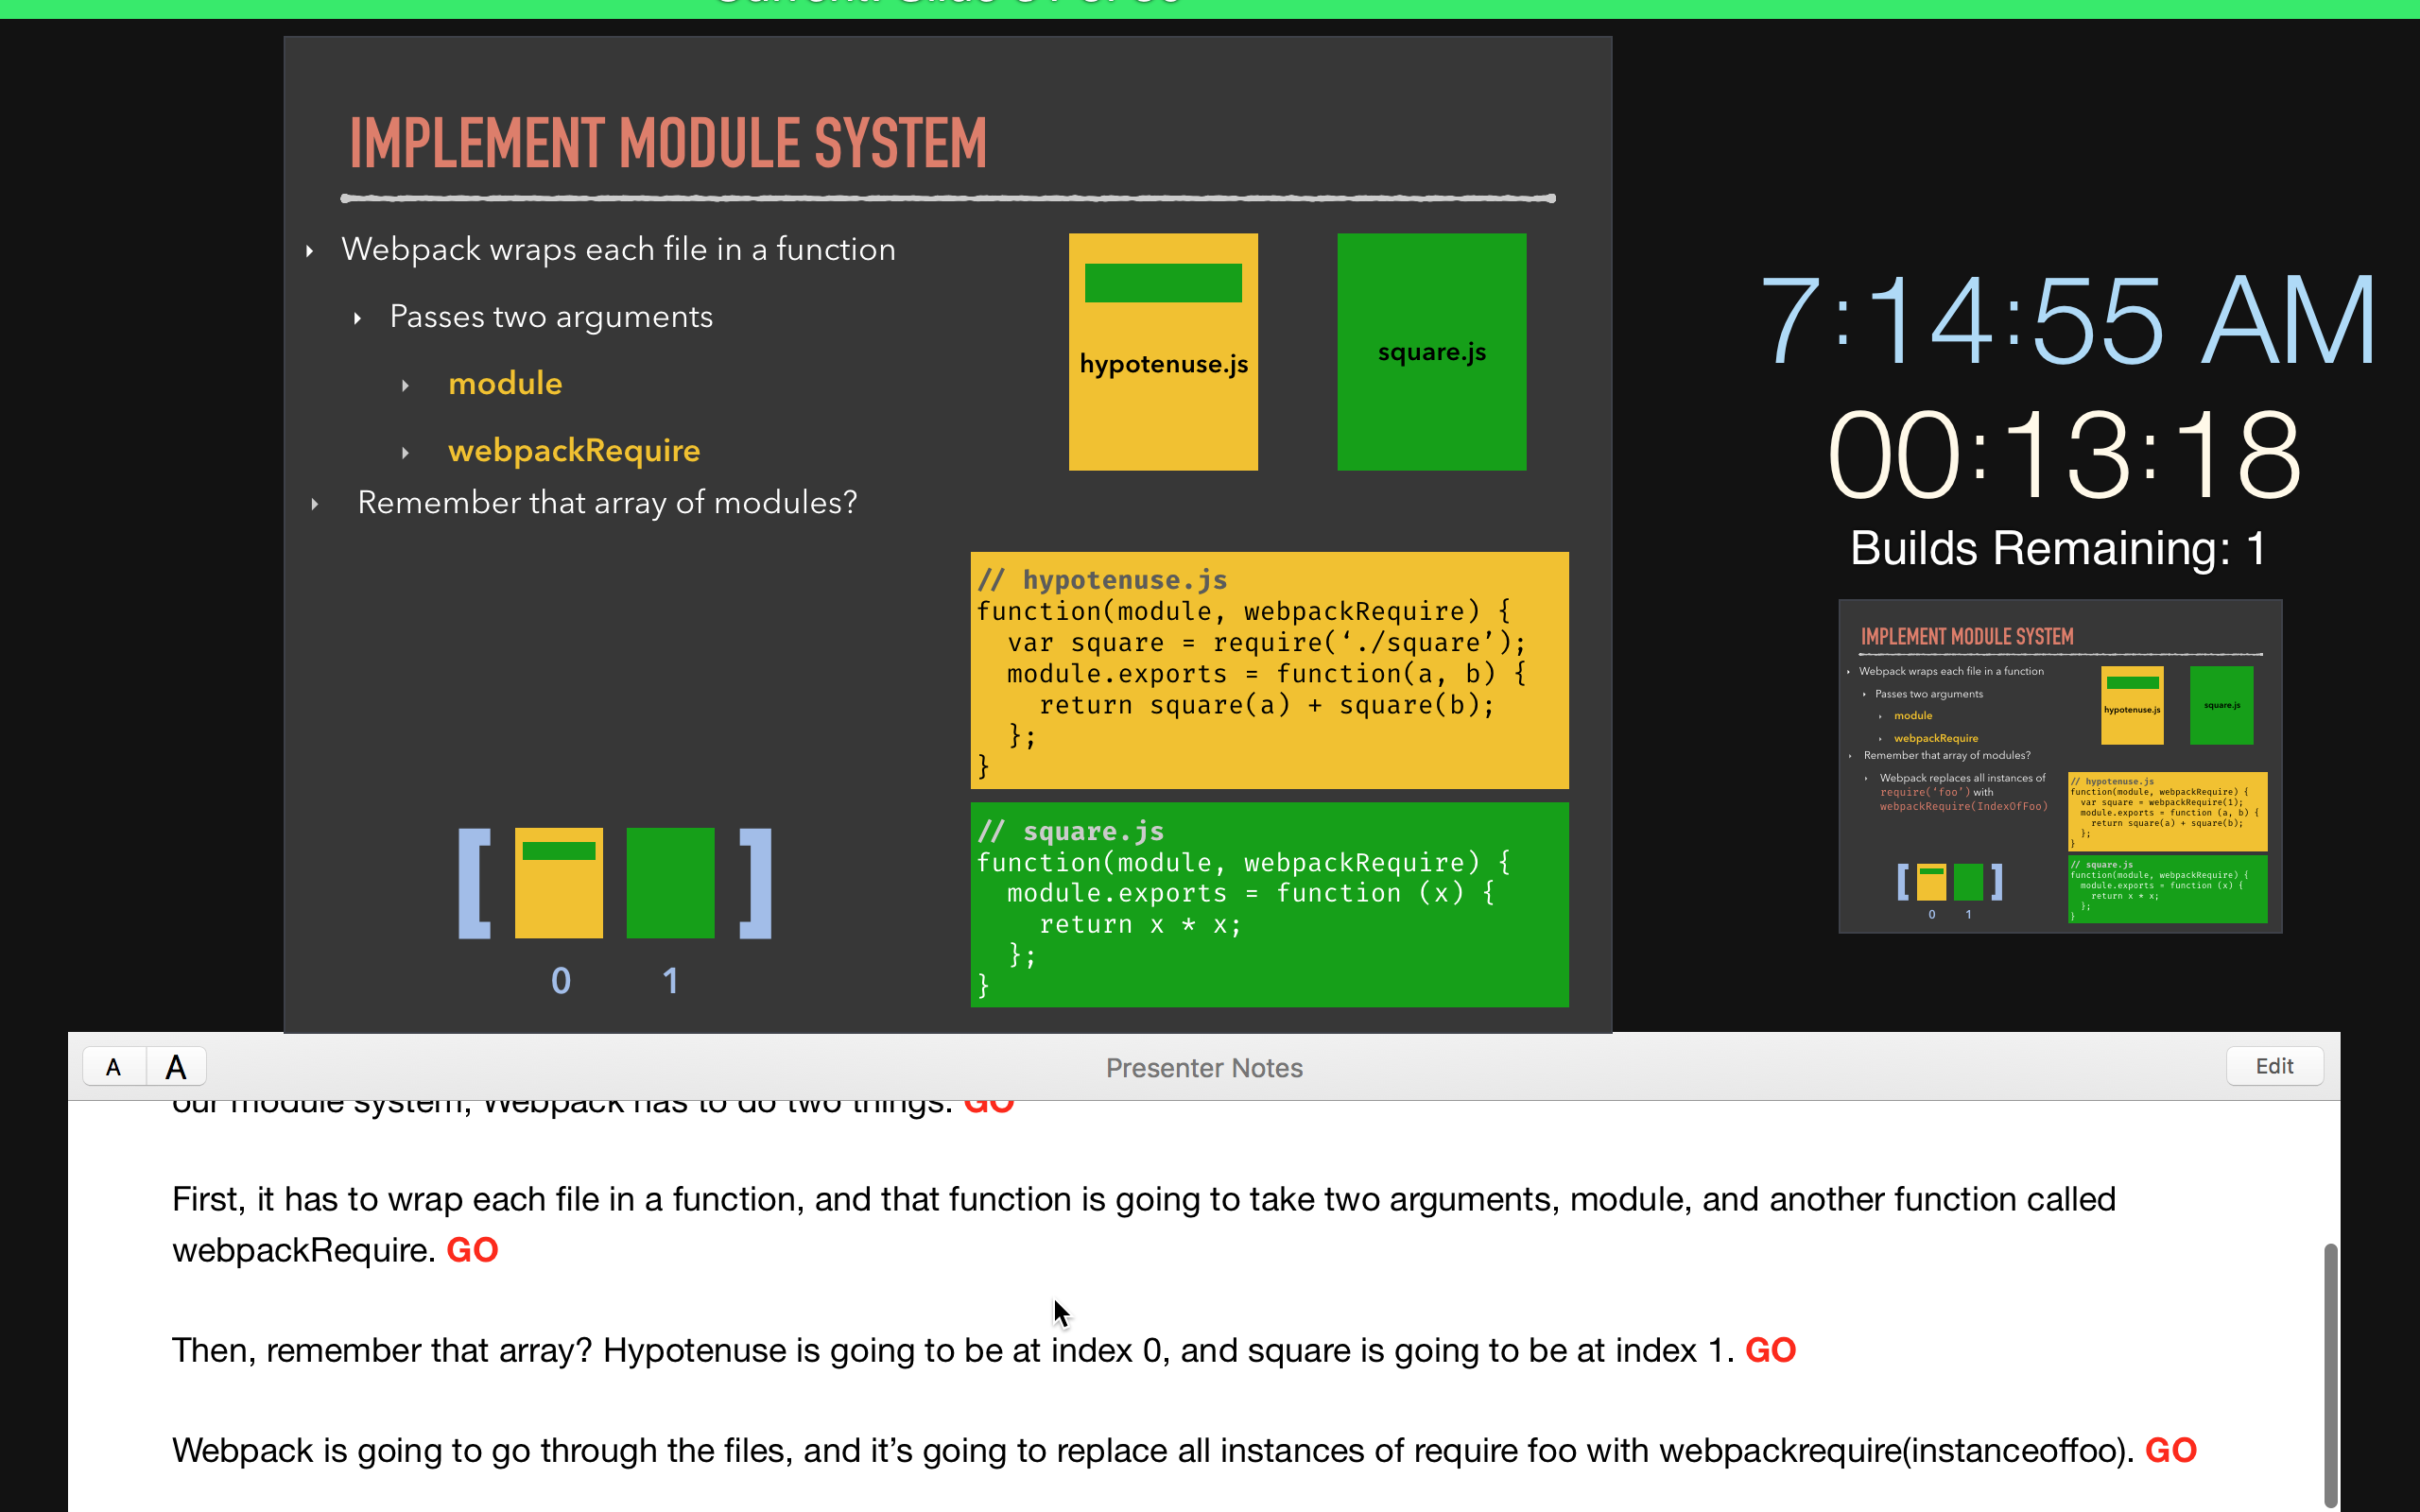 IMPLEMENT MODULE SYSTEM
Webpack wraps each file in a function
Passes two arguments
module
webpackRequire
Remember that array of modules?
hypotenuse.js
square.js
// hypotenuse.js
function(module, webpackRequire) {
  var square = require(‘./square’);
  module.exports = function(a, b) {
    return square(a) + square(b);
  };
}
[ ]
0 1
// square.js
function(module, webpackRequire) {
  module.exports = function (x) {
    return x * x;
  };
}
7:14:55 AM
00:13:18
Builds Remaining: 1
IMPLEMENT MODULE SYSTEM
Webpack wraps each file in a function
Passes two arguments
module
webpackRequire
Remember that array of modules?
Webpack replaces all instances of
require(‘foo’) with
webpackRequire(IndexOfFoo)
hypotenuse.js
square.js
// hypotenuse.js
function(module, webpackRequire) {
  var square = webpackRequire(1);
  module.exports = function (a, b) {
    return square(a) + square(b);
  };
}
[ ]
0 1
// square.js
function(module, webpackRequire) {
  module.exports = function (x) {
    return x * x;
  };
}
A A
Presenter Notes
Edit
our module system, Webpack has to do two things. GO
First, it has to wrap each file in a function, and that function is going to take two arguments, module, and another function called
webpackRequire. GO
Then, remember that array? Hypotenuse is going to be at index 0, and square is going to be at index 1. GO
Webpack is going to go through the files, and it’s going to replace all instances of require foo with webpackrequire(instanceoffoo). GO